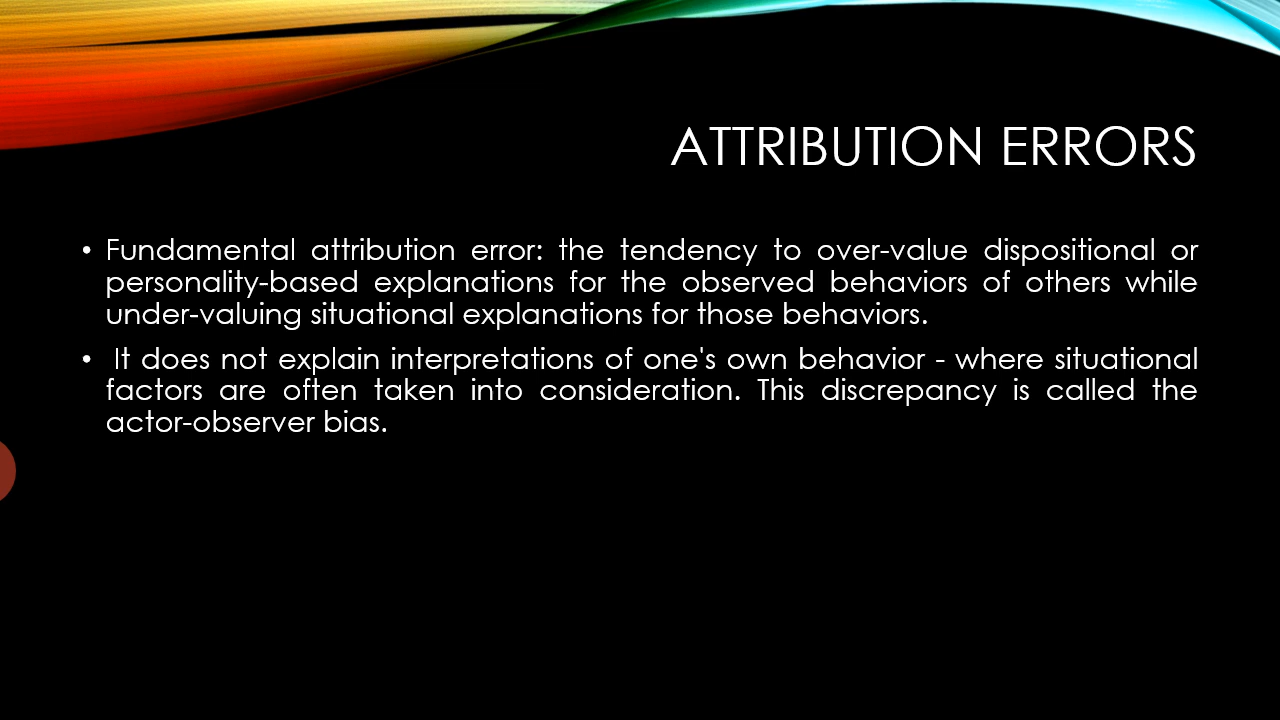 ATTRIBUTION ERRORS
• Fundamental attribution error: the tendency to over-value dispositional or
personality-based explanations for the observed behaviors of others while
under-valuing situational explanations for those behaviors.
• It does not explain interpretations of one's own behavior - where situational
factors are often taken into consideration. This discrepancy is called the
actor-observer bias.